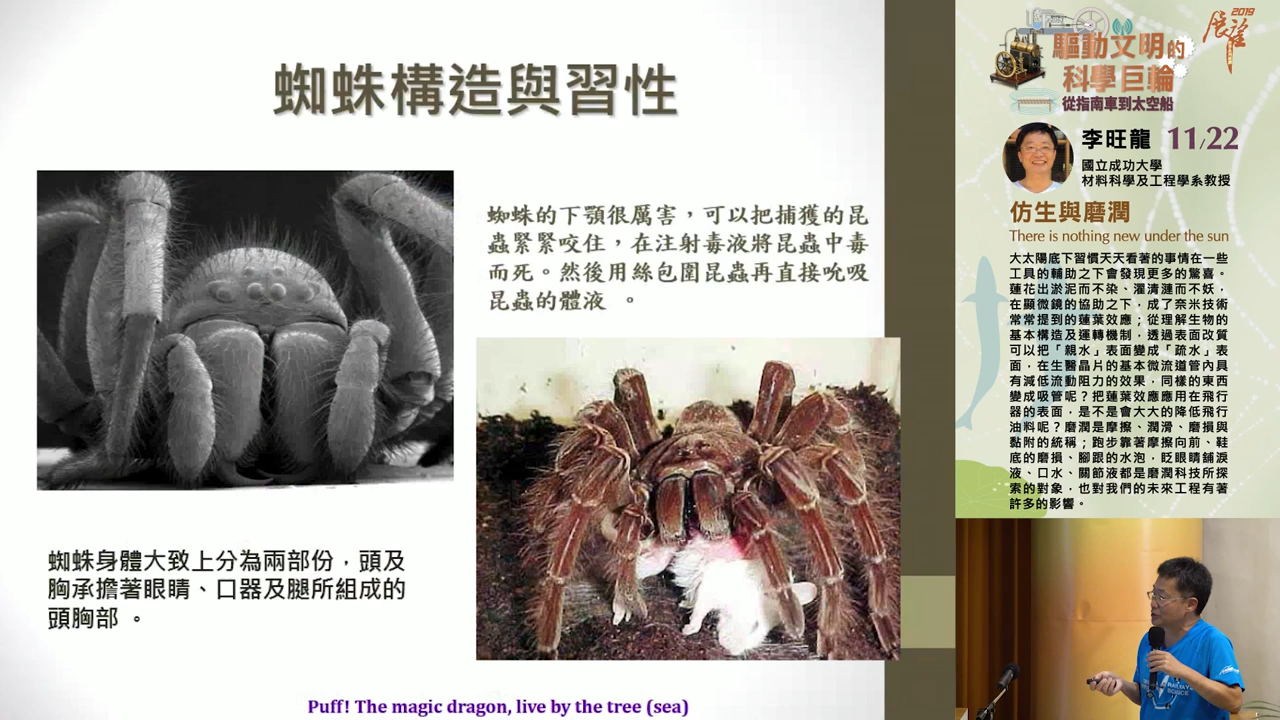 蜘蛛構造與習性
蜘蛛的下顎很厲害，可以把捕獲的昆
蟲緊緊咬住，在注射毒液將昆蟲中毒
而死。然後用絲包圍昆蟲再直接吮吸
昆蟲的體液 。
蜘蛛身體大致上分為兩部份，頭及
胸承擔著眼睛、口器及腿所組成的
頭胸部 。
Puff! The magic dragon, live by the tree (sea)
2019
展望
驅動文明的
科學巨輪
從指南車到太空船
李旺龍 11/22
國立成功大學
材料科學及工程學系教授
仿生與磨潤
There is nothing new under the sun
大太陽底下習慣天天看著的事情在一些
工具的輔助之下會發現更多的驚喜。
蓮花出淤泥而不染、濯清漣而不妖，
在顯微鏡的協助之下，成了奈米技術
常常提到的蓮葉效應；從理解生物的
基本構造及運轉機制，透過表面改質
可以把「親水」表面變成「疏水」表
面，在生醫晶片的基本微流道管內具
有減低流動阻力的效果，同樣的東西
變成吸管呢？把蓮葉效應應用在飛行
器的表面，是不是會大大的降低飛行
油料呢？磨潤是摩擦、潤滑、磨損與
黏附的統稱；跑步靠著摩擦向前、鞋
底的磨損、腳跟的水泡，眨眼睛舖淚
液、口水、關節液都是磨潤科技所探
索的對象，也對我們的未來工程有著
許多的影響。